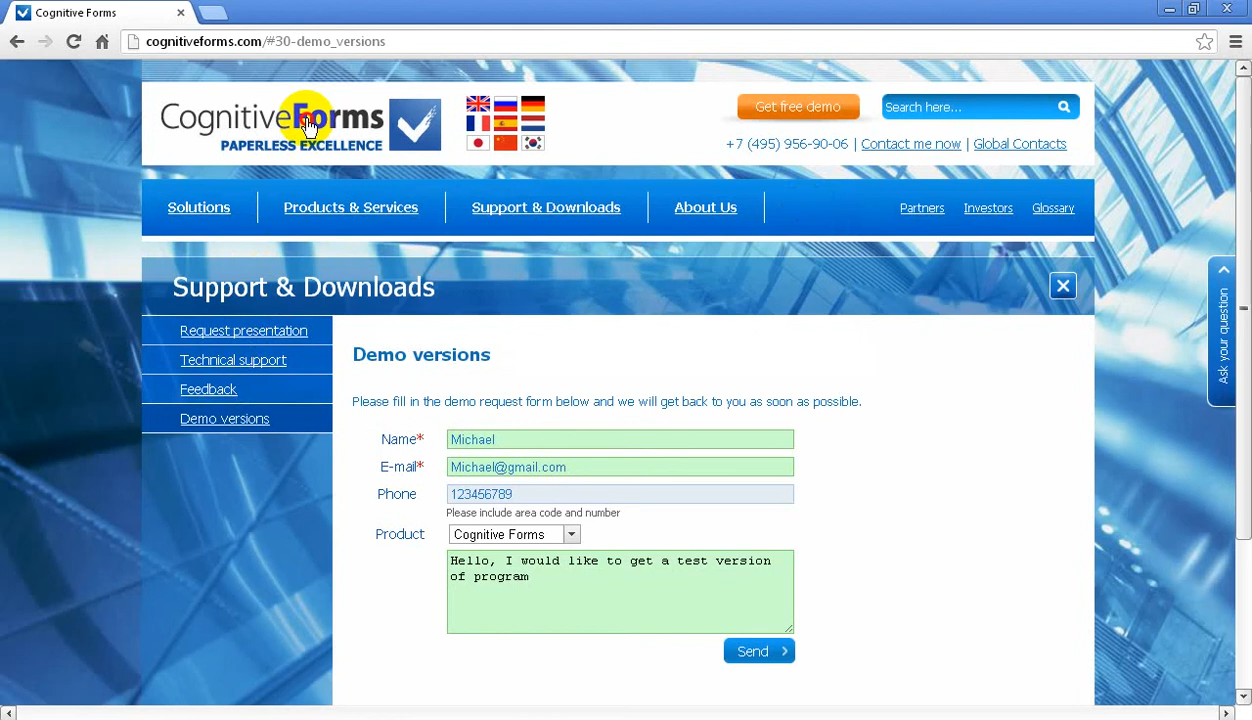 Cognitive Forms
cognitiveforms.com/#30-demo_versions
CognitiveForms
PAPERLESS EXCELLENCE
Get free demo
Search here...
+7 (495) 956-90-06 | Contact me now | Global Contacts
Solutions
Products & Services
Support & Downloads
About Us
Partners
Investors
Glossary
Support & Downloads
Ask your question
Request presentation
Technical support
Feedback
Demo versions
Demo versions
Please fill in the demo request form below and we will get back to you as soon as possible.
Name* Michael
E-mail* Michael@gmail.com
Phone 123456789
Please include area code and number
Product Cognitive Forms
Hello, I would like to get a test version
of program
Send